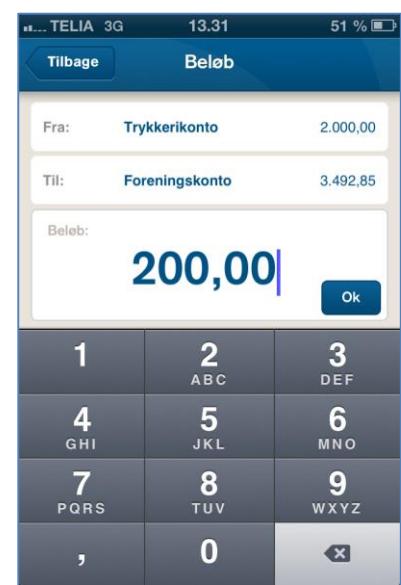 TELIA 3G 13.31 51 %
Tilbage Beløb
Fra: Trykkerikonto 2.000,00
Til: Foreningskonto 3.492,85
Beløb:
200,00
Ok
1 2 3
ABC DEF
4 5 6
GHI JKL MNO
7 8 9
PQRS TUV WXYZ
, 0